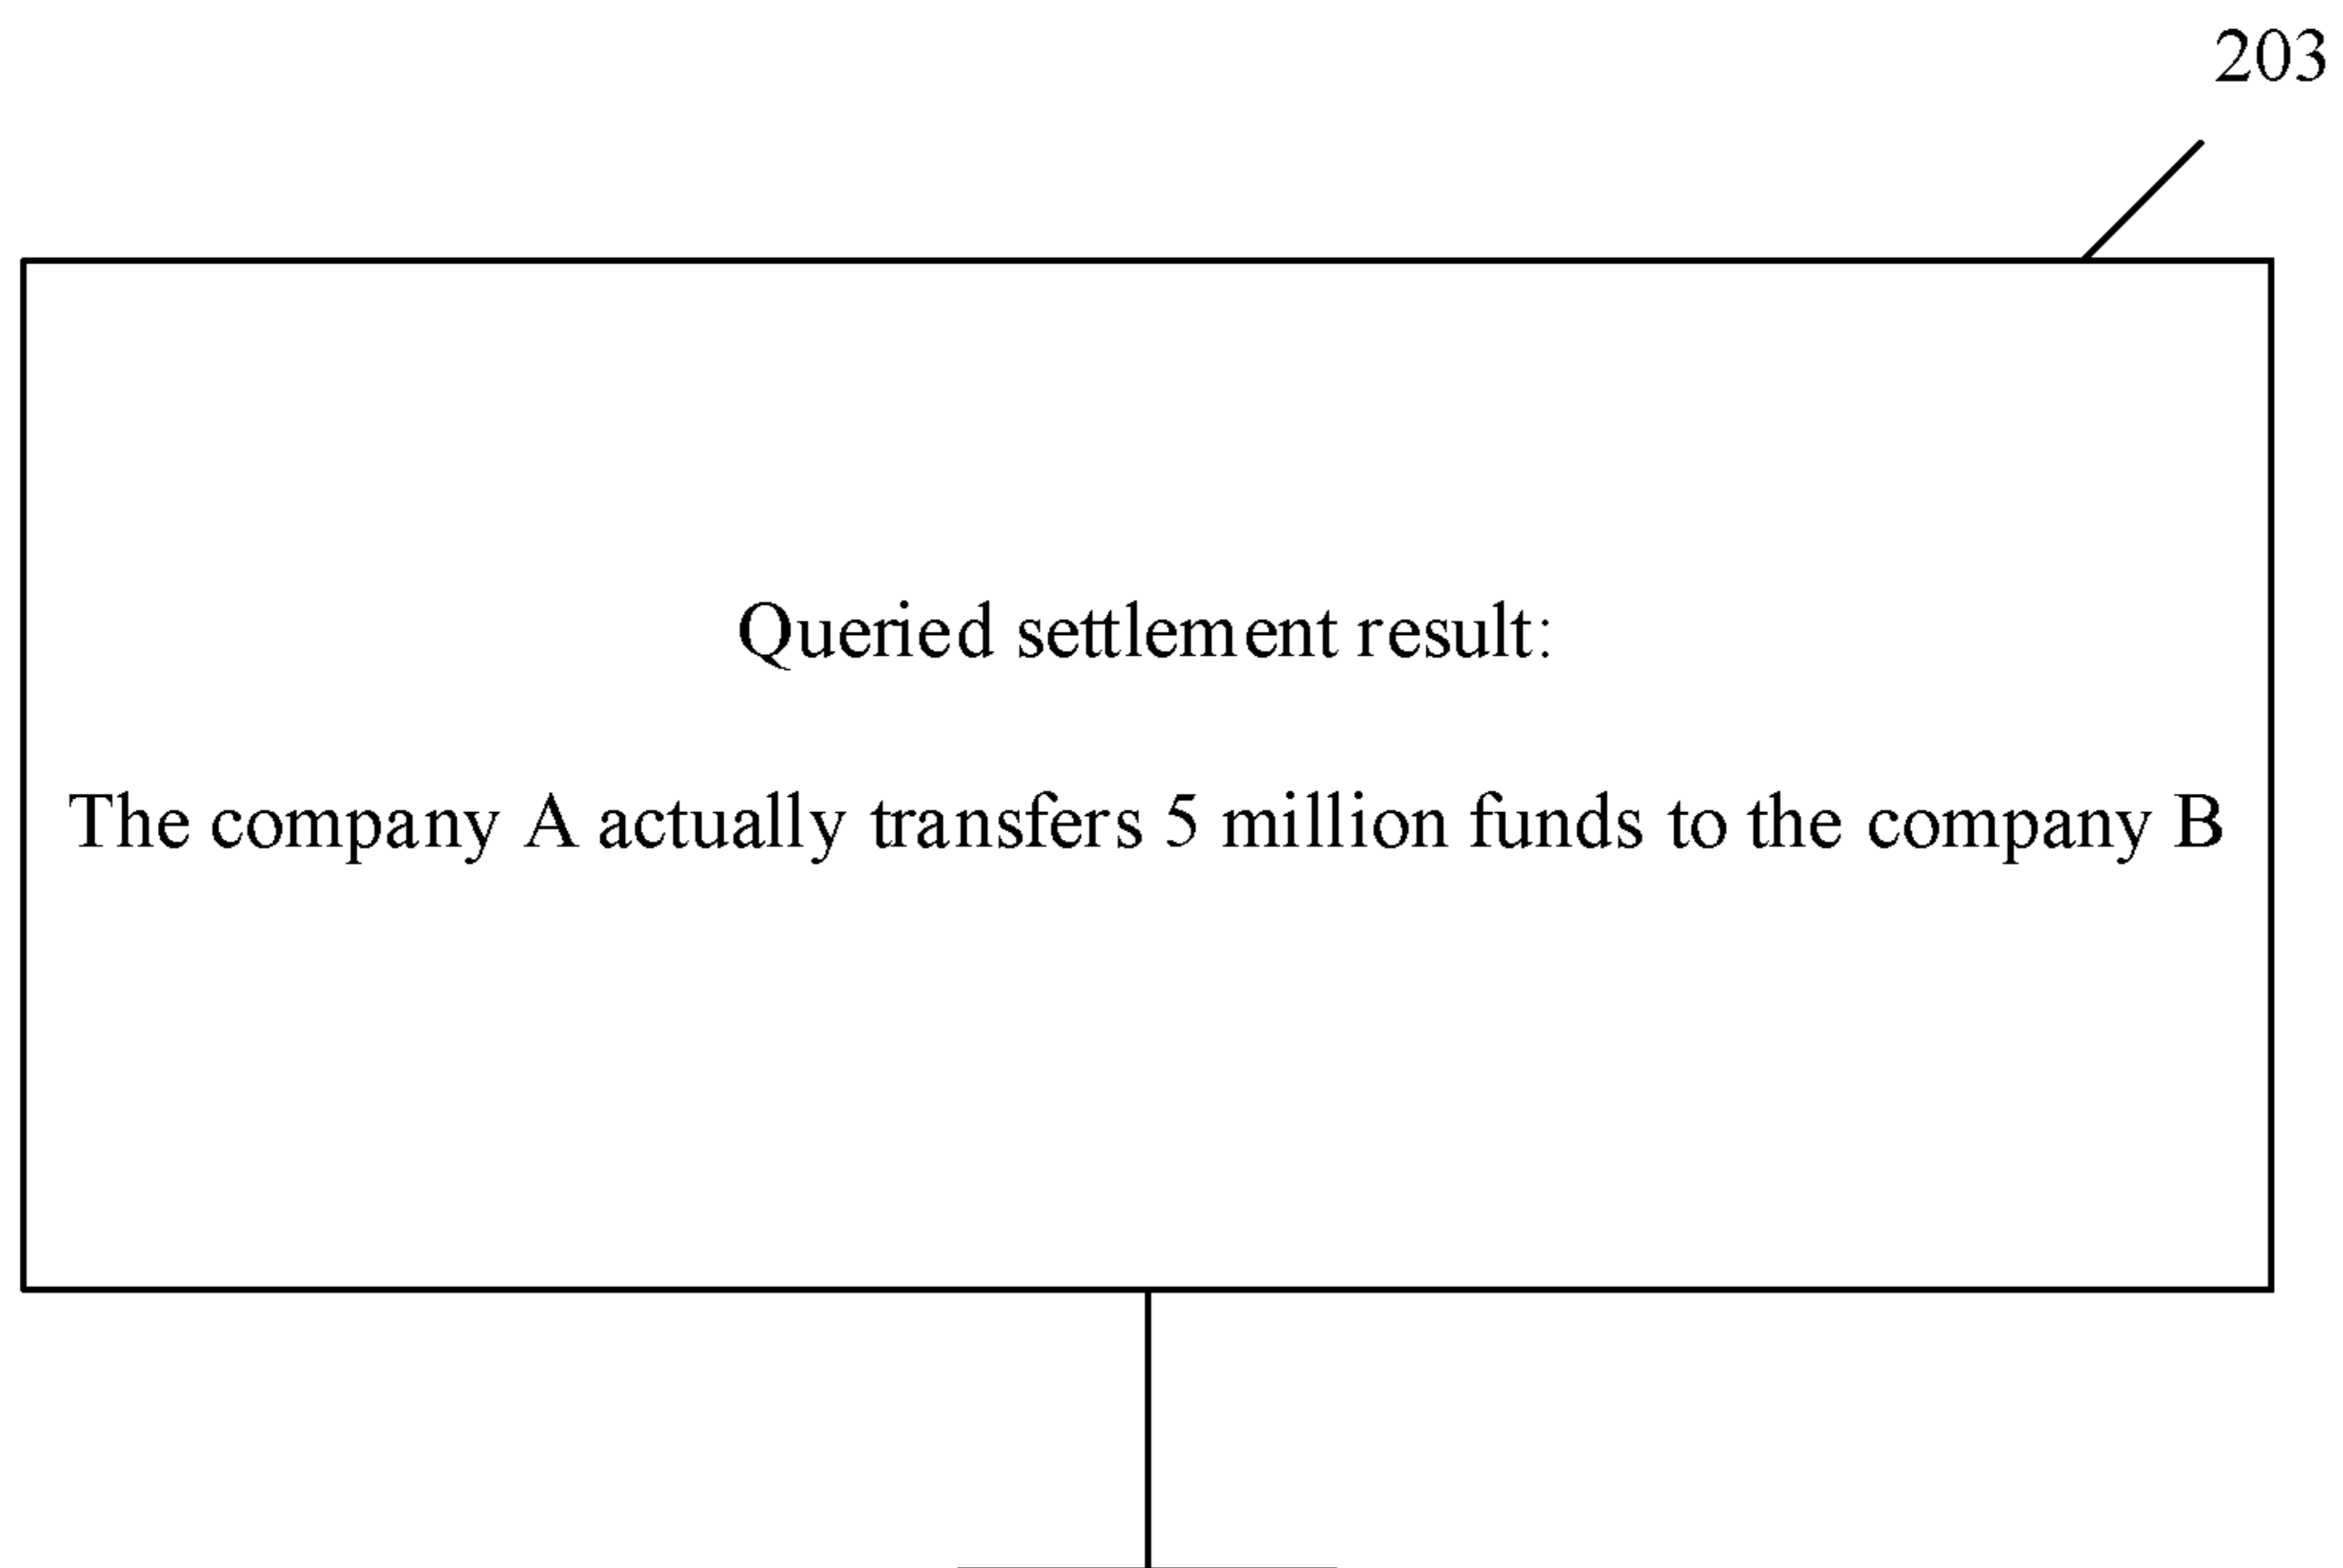 203
Queried settlement result:
The company A actually transfers 5 million funds to the company B